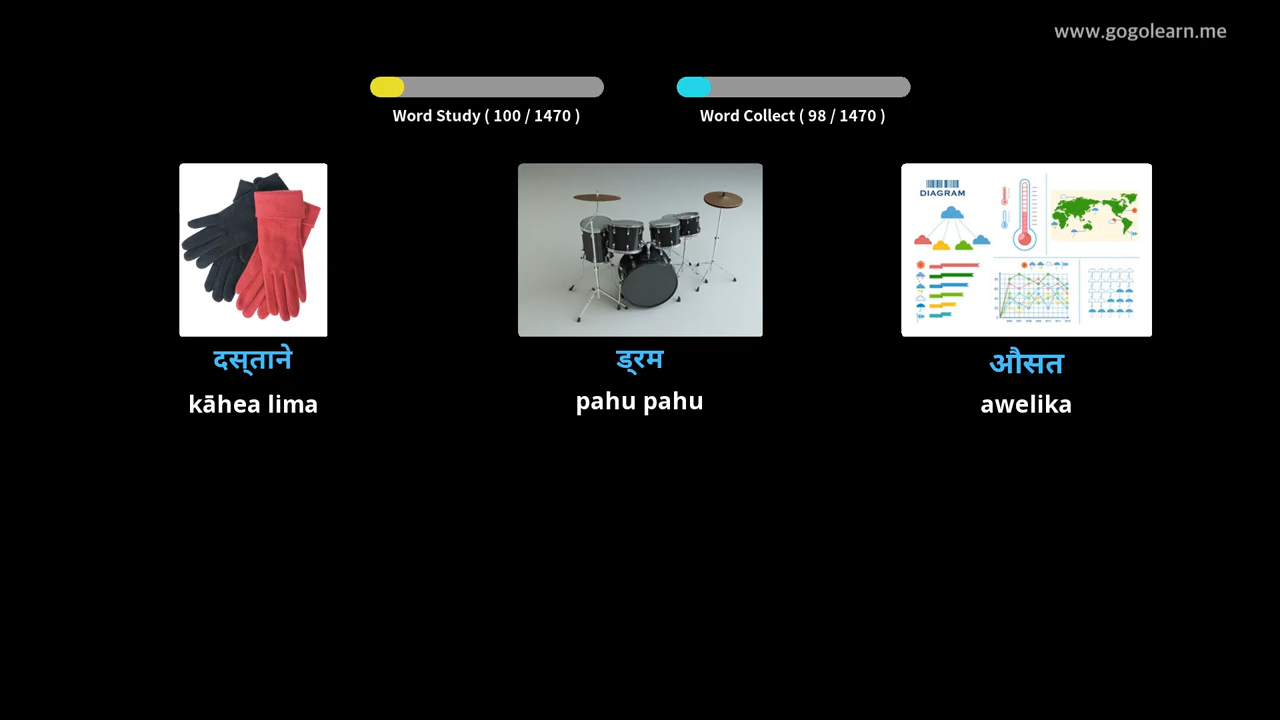 www.gogolearn.me
Word Study ( 100 / 1470 )
Word Collect ( 98 / 1470 )
DIAGRAM
दस्‌ताने
kāhea lima
ड्‌रम
pahu pahu
औसत
awelika